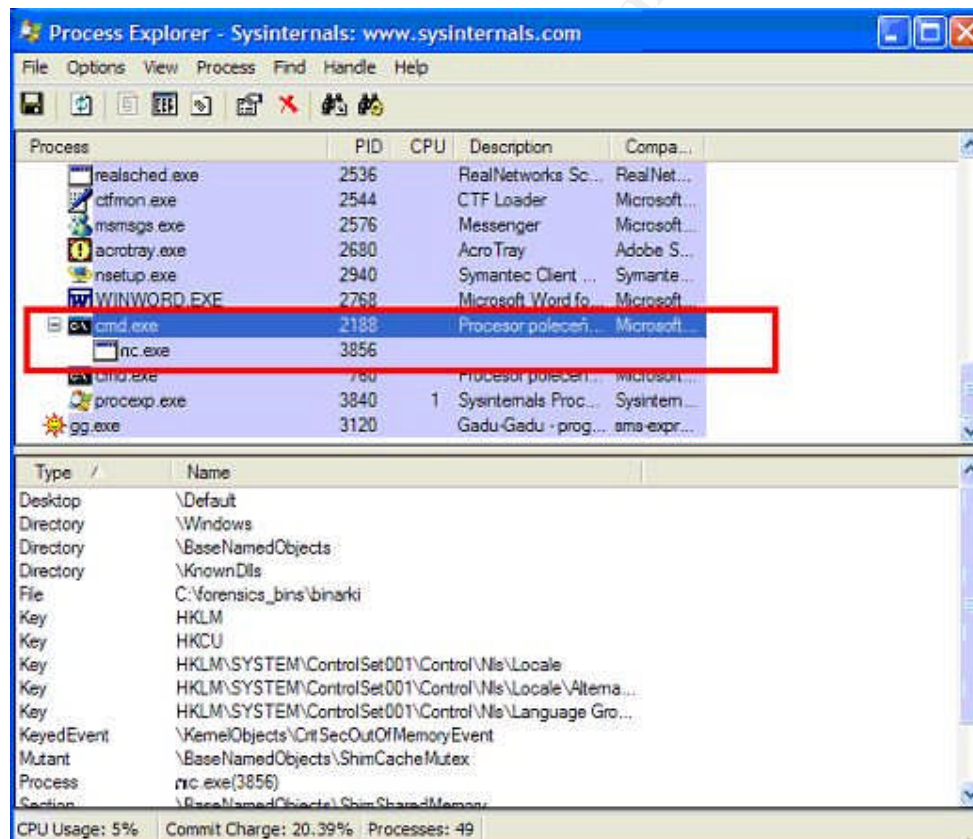 Process Explorer - Sysinternals: www.sysinternals.com
File Options View Process Find Handle Help
Process PID CPU Description Compa...
realsched.exe 2536 RealNetworks Sc... RealNet...
ctfmon.exe 2544 CTF Loader Microsoft...
msmsgs.exe 2576 Messenger Microsoft...
acrotray.exe 2680 AcroTray Adobe S...
nsetup.exe 2940 Symantec Client ... Symante...
WINWORD.EXE 2768 Microsoft Word fo... Microsoft...
cmd.exe 2188 Procesor poleceń... Microsoft...
nc.exe 3856
cmd.exe 760 Procesor poleceń... Microsoft...
procexp.exe 3840 1 Sysinternals Proc... Sysintern...
gg.exe 3120 Gadu-Gadu - prog... sms-expr...
Type / Name
Desktop \Default
Directory \Windows
Directory \BaseNamedObjects
Directory \KnownDlls
File C:\forensics_bins\binarki
Key HKLM
Key HKCU
Key HKLM\SYSTEM\ControlSet001\Control\Nls\Locale
Key HKLM\SYSTEM\ControlSet001\Control\Nls\Locale\Alterna...
Key HKLM\SYSTEM\ControlSet001\Control\Nls\Language Gro...
KeyedEvent \KernelObjects\CritSecOutOfMemoryEvent
Mutant \BaseNamedObjects\ShimCacheMutex
Process nc.exe(3856)
Section \BaseNamedObjects\ShimSharedMemory
CPU Usage: 5% Commit Charge: 20.39% Processes: 49